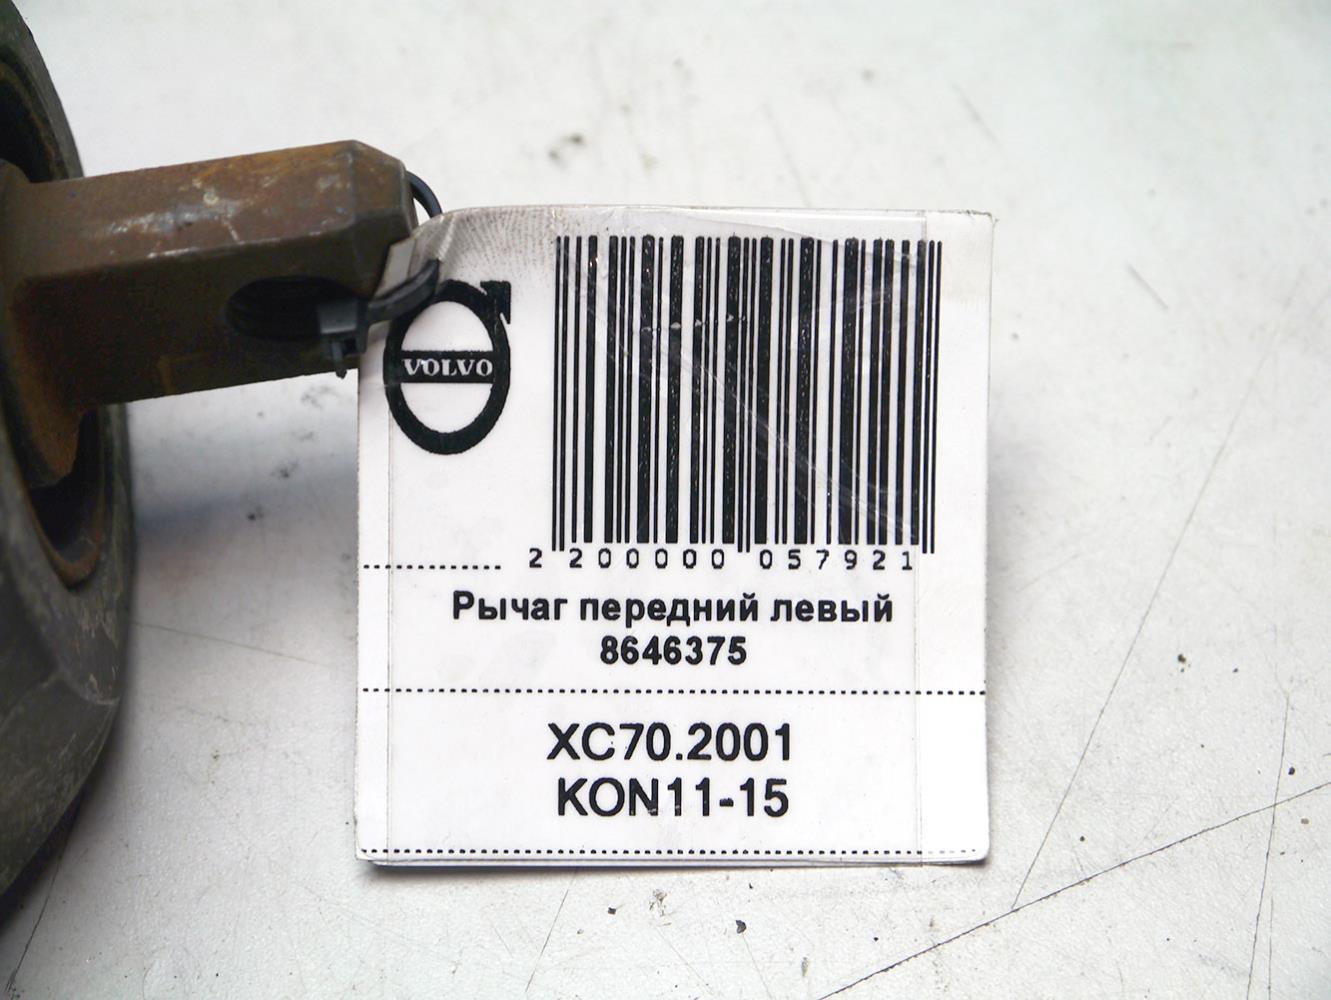 VOLVO
2 200000 057921
Рычаг передний левый
8646375
XC70.2001
KON11-15